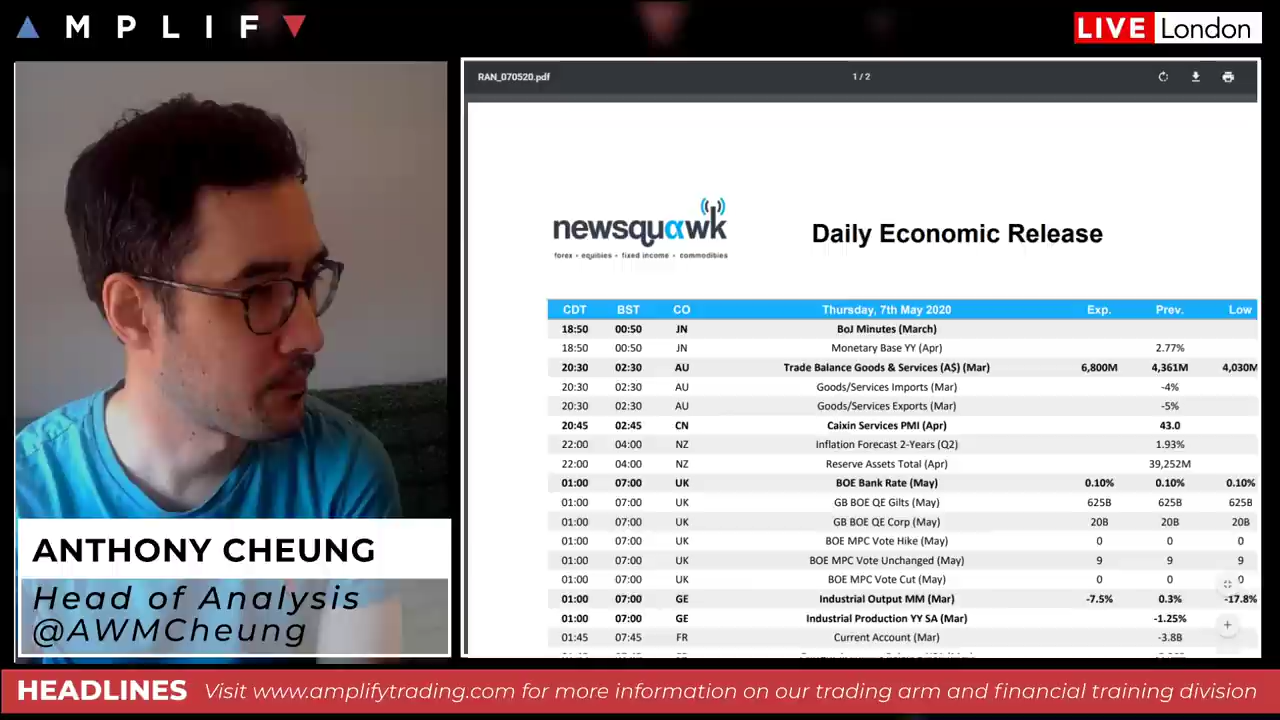 AMPLIFY
LIVE London
RAN_070520.pdf 1 / 2
newsquawk
forex • equities • fixed income • commodities
Daily Economic Release
CDT BST CO Thursday, 7th May 2020 Exp. Prev. Low
18:50 00:50 JN BoJ Minutes (March)
18:50 00:50 JN Monetary Base YY (Apr) 2.77%
20:30 02:30 AU Trade Balance Goods & Services (A$) (Mar) 6,800M 4,361M 4,030M
20:30 02:30 AU Goods/Services Imports (Mar) -4%
20:30 02:30 AU Goods/Services Exports (Mar) -5%
20:45 02:45 CN Caixin Services PMI (Apr) 43.0
22:00 04:00 NZ Inflation Forecast 2-Years (Q2) 1.93%
22:00 04:00 NZ Reserve Assets Total (Apr) 39,252M
01:00 07:00 UK BOE Bank Rate (May) 0.10% 0.10% 0.10%
01:00 07:00 UK GB BOE QE Gilts (May) 625B 625B 625B
01:00 07:00 UK GB BOE QE Corp (May) 20B 20B 20B
01:00 07:00 UK BOE MPC Vote Hike (May) 0 0 0
01:00 07:00 UK BOE MPC Vote Unchanged (May) 9 9 9
01:00 07:00 UK BOE MPC Vote Cut (May) 0 0 0
01:00 07:00 GE Industrial Output MM (Mar) -7.5% 0.3% -17.8%
01:00 07:00 GE Industrial Production YY SA (Mar) -1.25%
01:45 07:45 FR Current Account (Mar) -3.8B
ANTHONY CHEUNG
Head of Analysis
@AWMCheung
HEADLINES Visit www.amplifytrading.com for more information on our trading arm and financial training division